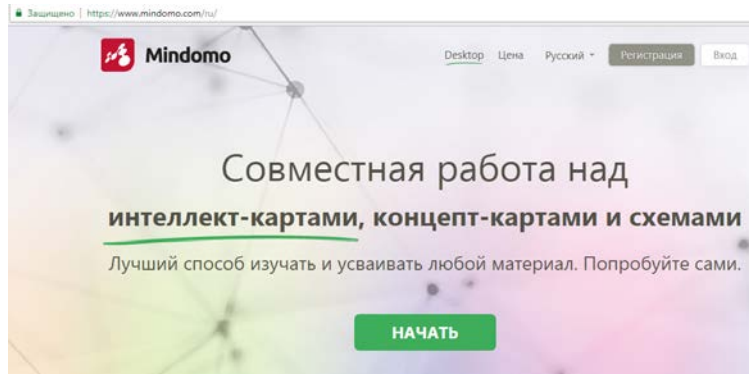 Защищено | https://www.mindomo.com/ru/
Mindomo Desktop Цена Русский Регистрация Вход
Совместная работа над
интеллект-картами, концепт-картами и схемами
Лучший способ изучать и усваивать любой материал. Попробуйте сами.
НАЧАТЬ